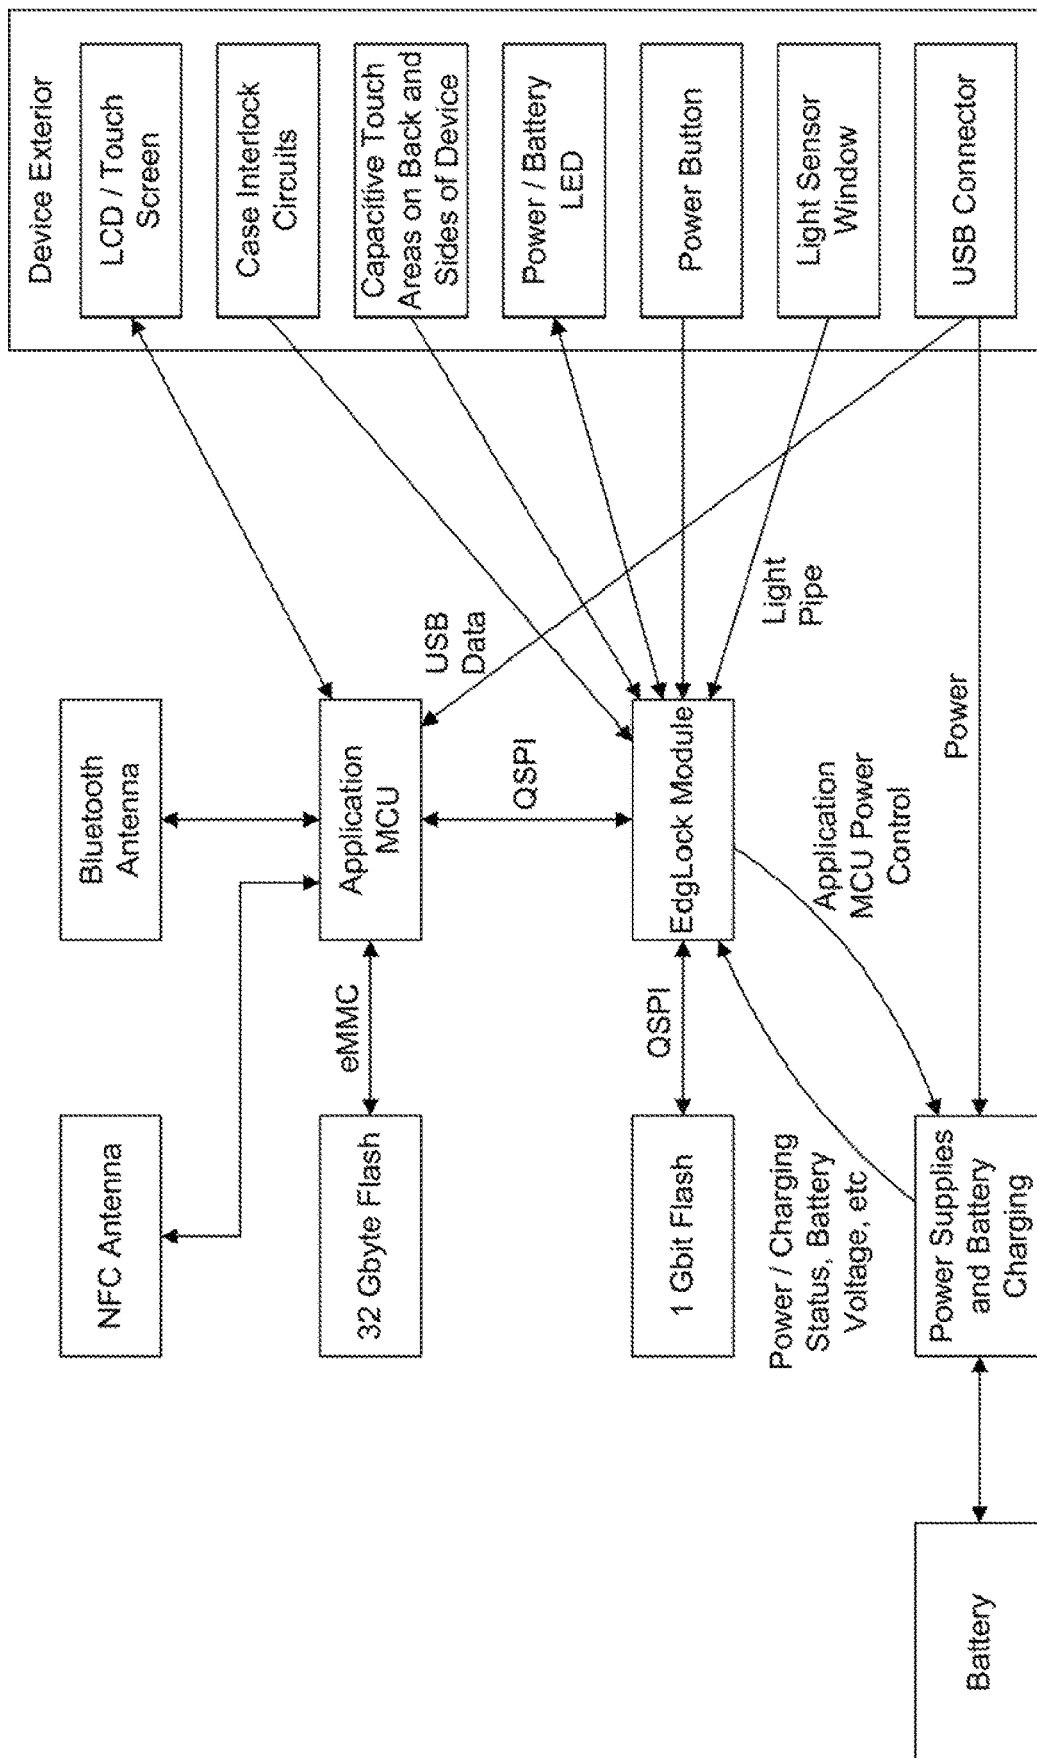 Device Exterior
LCD / Touch
Screen
Case Interlock
Circuits
Capacitive Touch
Areas on Back and
Sides of Device
Power / Battery
LED
Power Button
Light Sensor
Window
USB Connector
Bluetooth
Antenna
Application
MCU
USB
Data
QSPI
EdgLock Module
Light
Pipe
Application
MCU Power
Control
Power
NFC Antenna
32 Gbyte Flash
eMMC
1 Gbit Flash
QSPI
Power / Charging
Status, Battery
Voltage, etc
Power Supplies
and Battery
Charging
Battery